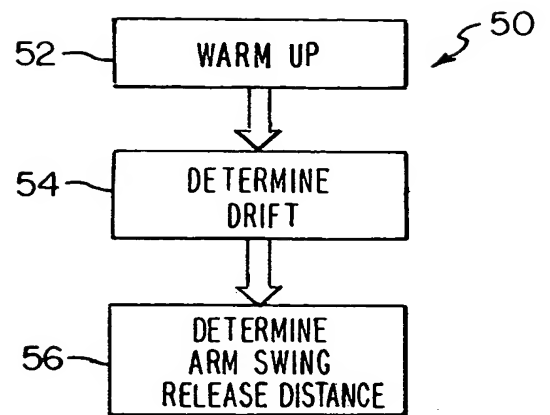 50
52
WARM UP
54
DETERMINE
DRIFT
DETERMINE
ARM SWING
56
RELEASE DISTANCE